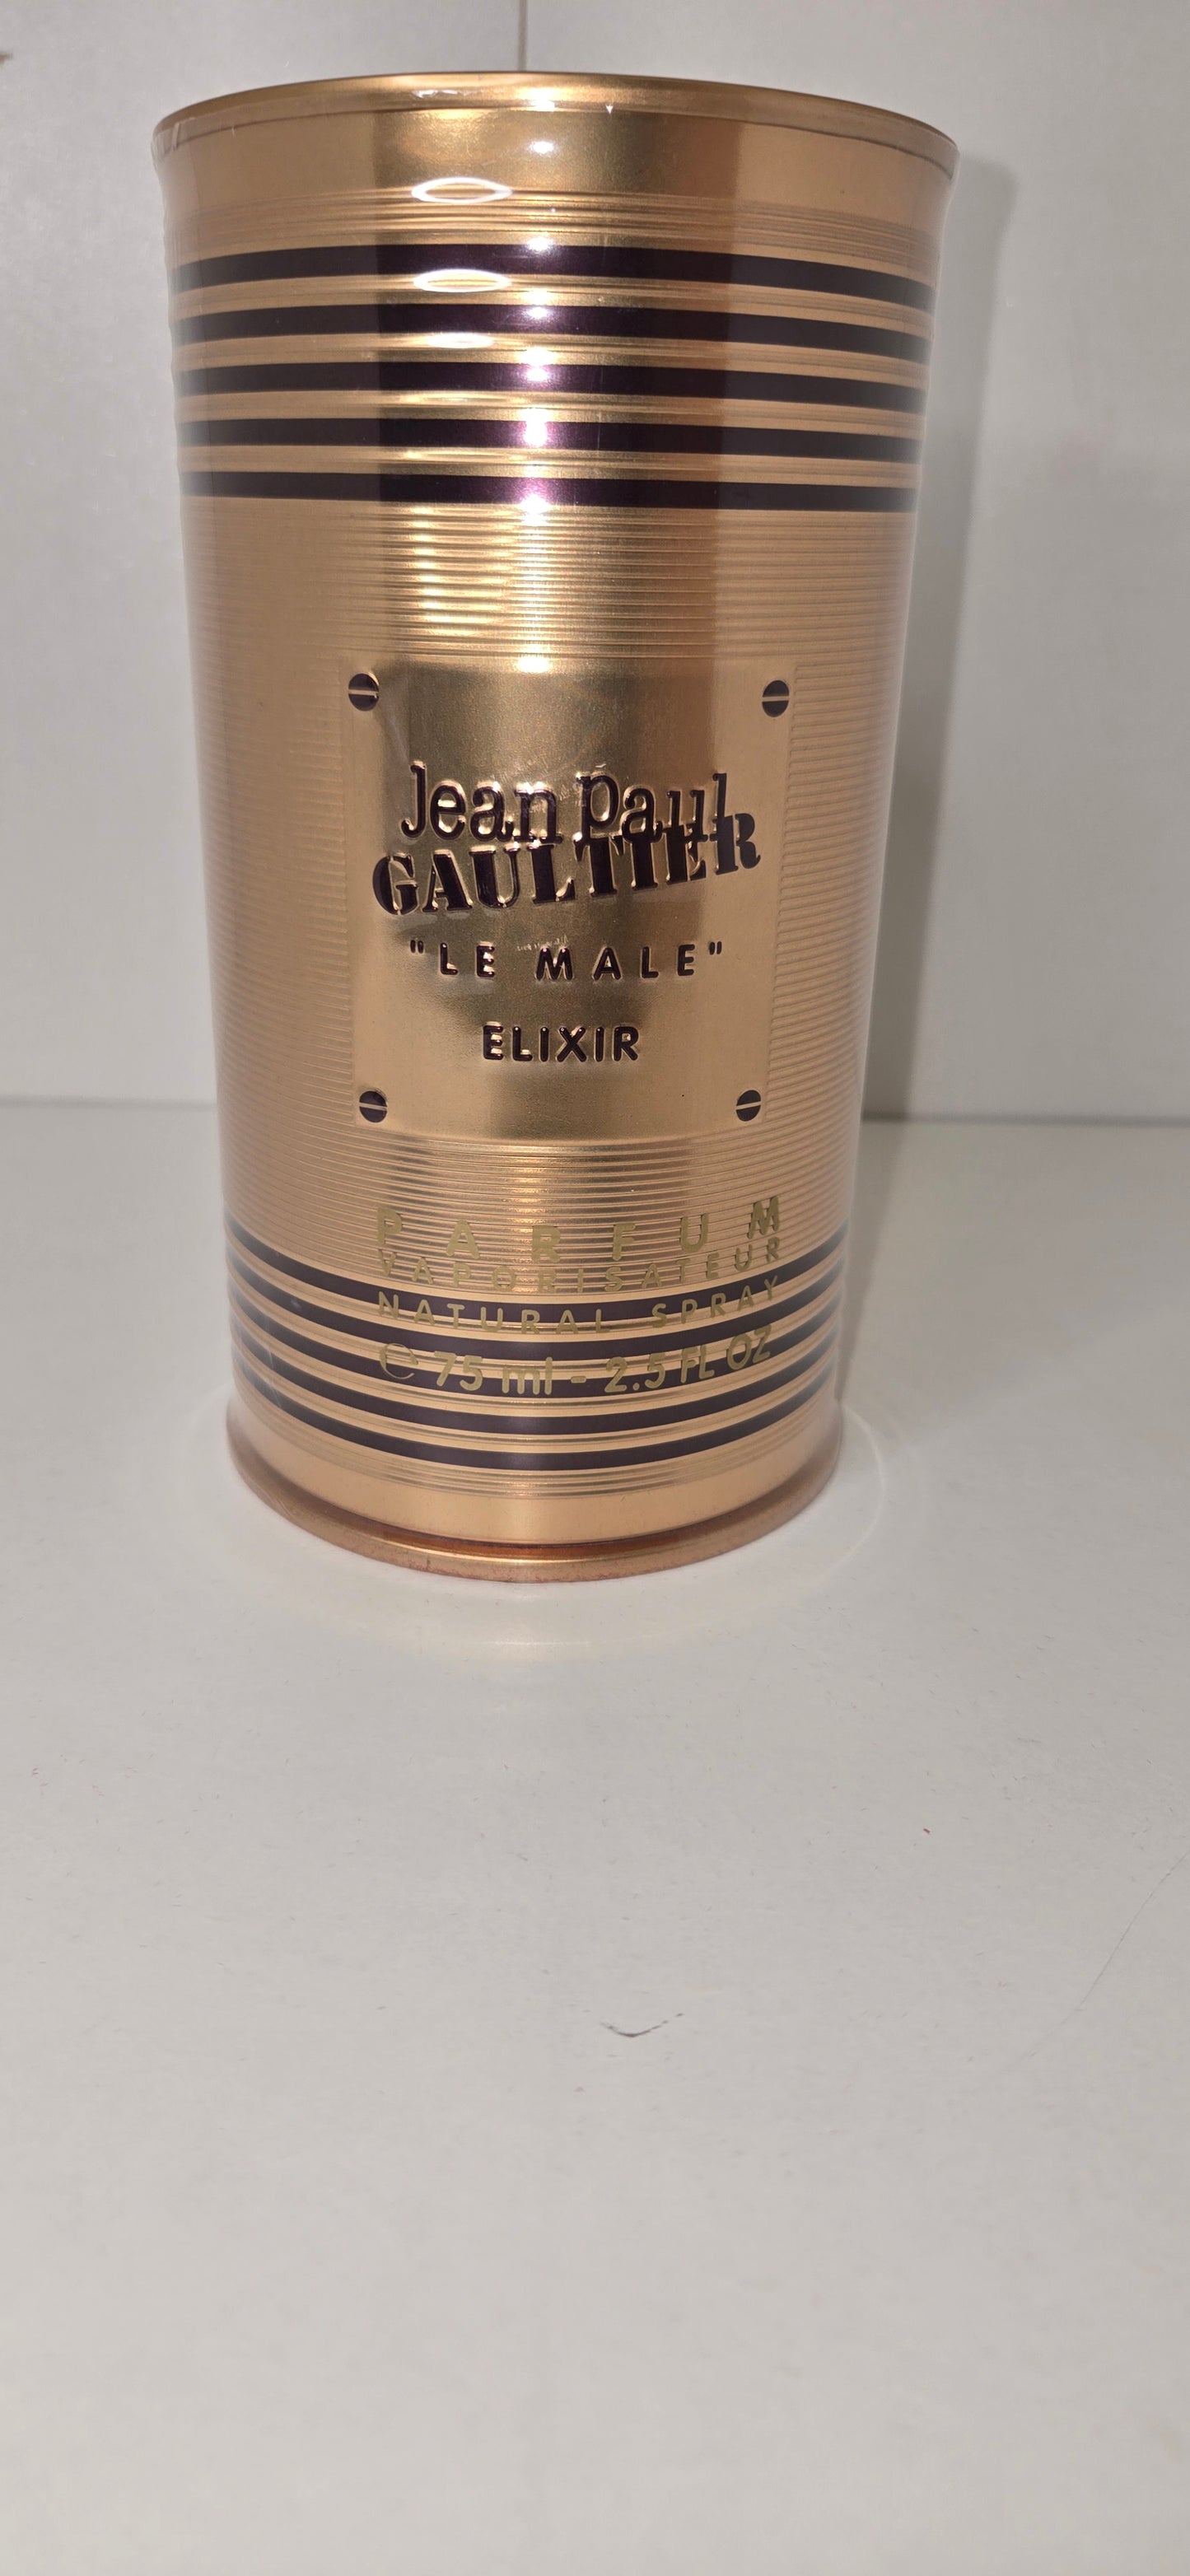 Jean Paul
GAULTIER
"LE MALE"
ELIXIR
PARFUM
VAPORISATEUR
NATURAL SPRAY
℮ 75 ml - 2.5 FL OZ